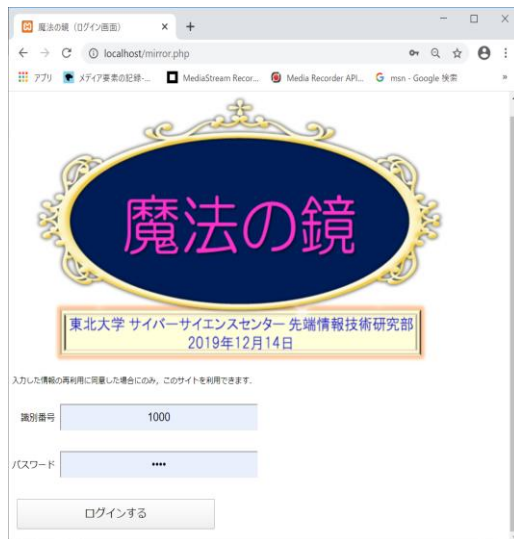 魔法の鏡 (ログイン画面)
localhost/mirror.php
アプリ メディア要素の記録-... MediaStream Recor... Media Recorder API... msn - Google 検索 »
魔法の鏡
東北大学 サイバーサイエンスセンター 先端情報技術研究部
2019年12月14日
入力した情報の再利用に同意した場合にのみ，このサイトを利用できます．
識別番号 1000
パスワード ••••
ログインする